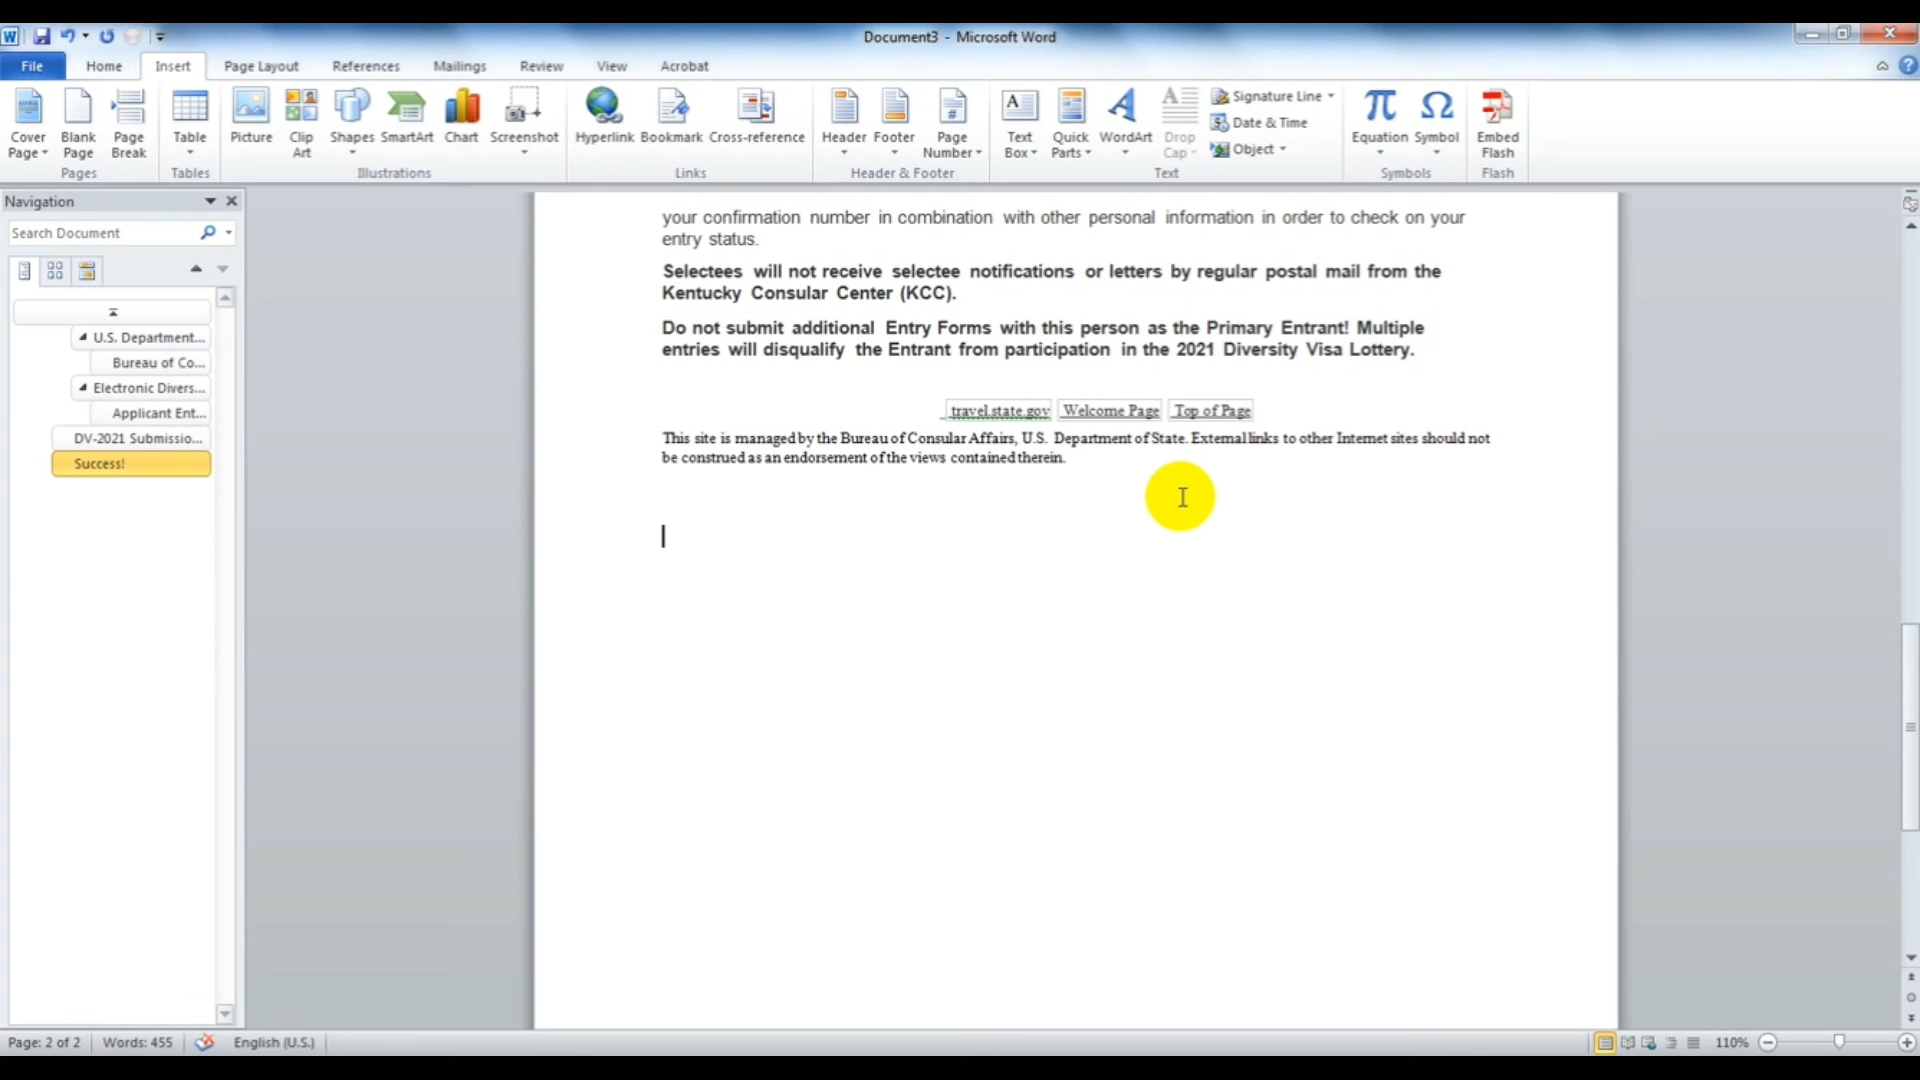 Document3 - Microsoft Word
File Home Insert Page Layout References Mailings Review View Acrobat
Cover Page Blank Page Page Break Table Picture Clip Art Shapes SmartArt Chart Screenshot Hyperlink Bookmark Cross-reference Header Footer Page Number Text Box Quick Parts WordArt Drop Cap Signature Line Date & Time Object Equation Symbol Embed Flash
Pages Tables Illustrations Links Header & Footer Text Symbols Flash
Navigation
Search Document
U.S. Department...
Bureau of Co...
Electronic Divers...
Applicant Ent...
DV-2021 Submissio...
Success!
your confirmation number in combination with other personal information in order to check on your
entry status.
Selectees will not receive selectee notifications or letters by regular postal mail from the
Kentucky Consular Center (KCC).
Do not submit additional Entry Forms with this person as the Primary Entrant! Multiple
entries will disqualify the Entrant from participation in the 2021 Diversity Visa Lottery.
travel.state.gov Welcome Page Top of Page
This site is managed by the Bureau of Consular Affairs, U.S. Department of State. External links to other Internet sites should not
be construed as an endorsement of the views contained therein.
Page: 2 of 2 Words: 455 English (U.S.) 110%